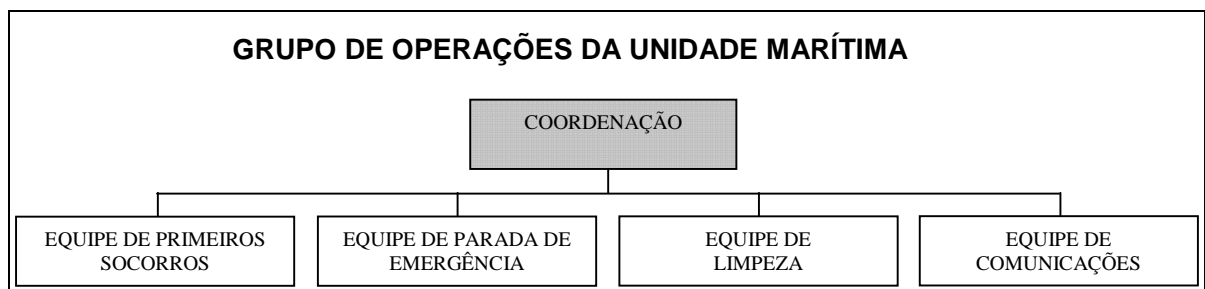 GRUPO DE OPERAÇÕES DA UNIDADE MARÍTIMA
COORDENAÇÃO
EQUIPE DE PRIMEIROS
SOCORROS
EQUIPE DE PARADA DE
EMERGÊNCIA
EQUIPE DE
LIMPEZA
EQUIPE DE
COMUNICAÇÕES